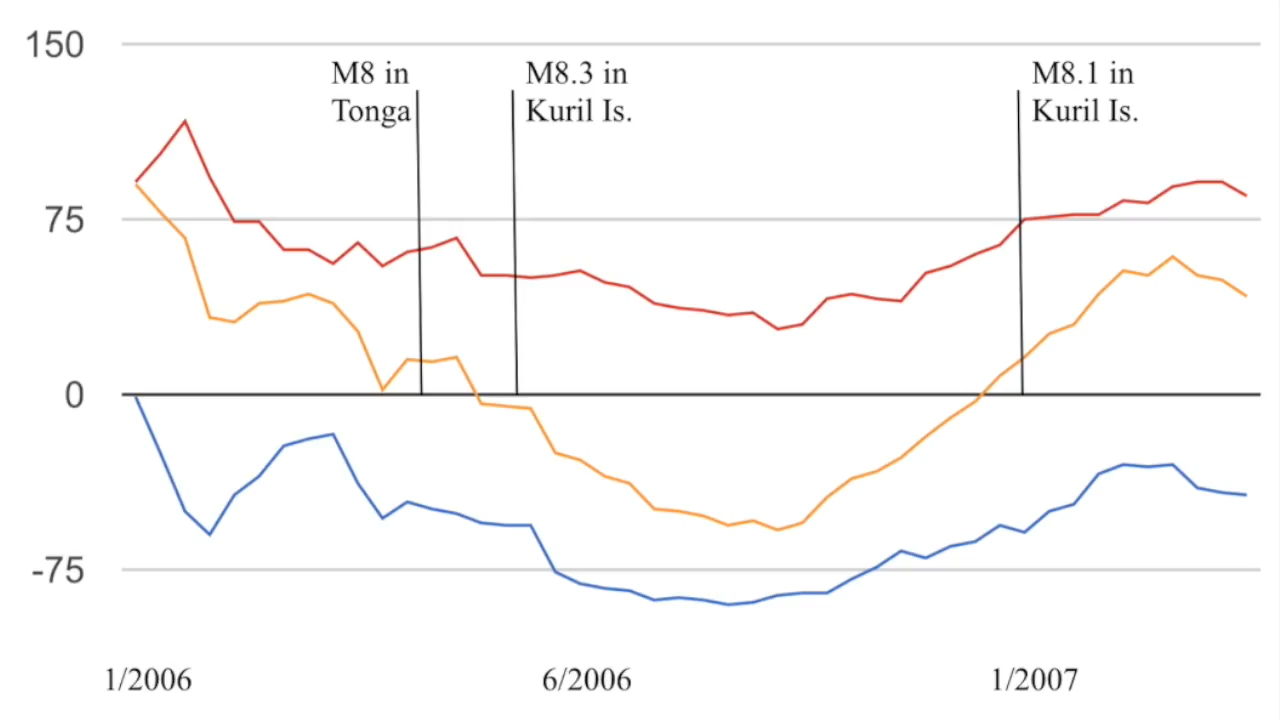 150
M8 in
Tonga
M8.3 in
Kuril Is.
M8.1 in
Kuril Is.
75
0
-75
1/2006
6/2006
1/2007